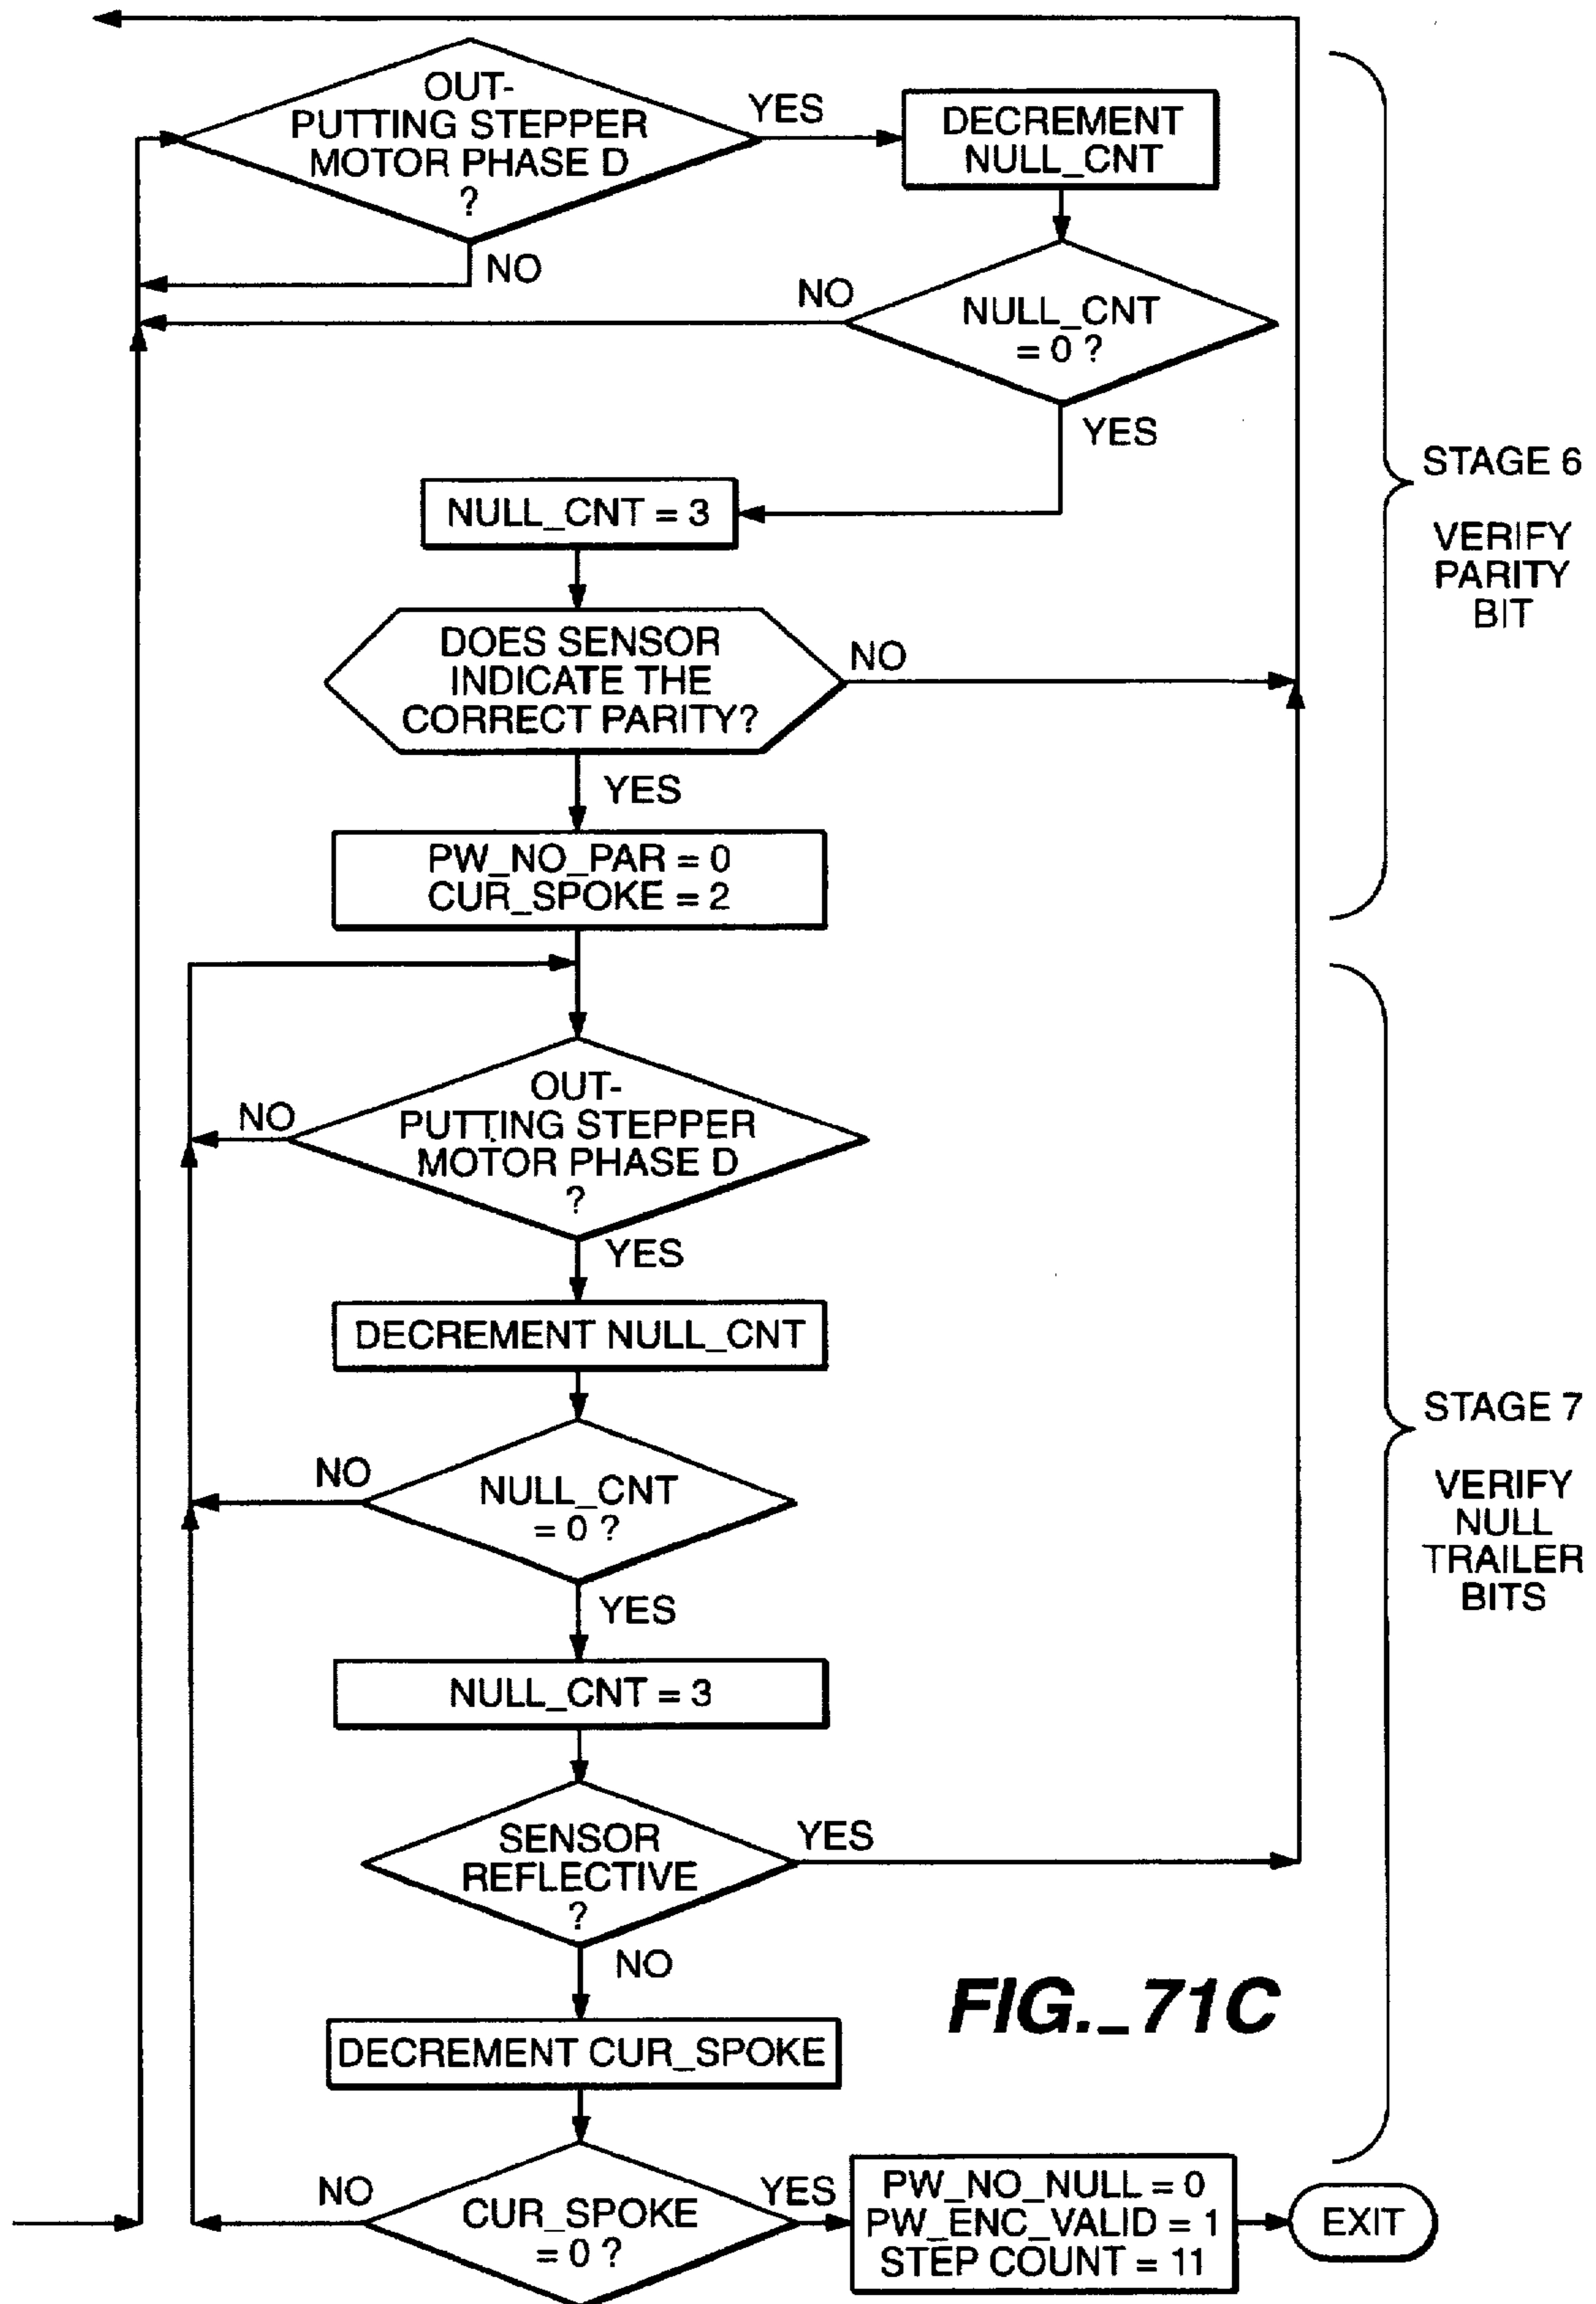 OUT-
PUTTING STEPPER
MOTOR PHASE D
?
YES
DECREMENT
NULL_CNT
NO
NO
NULL_CNT
= 0 ?
YES
NULL_CNT = 3
DOES SENSOR
INDICATE THE
CORRECT PARITY?
NO
YES
PW_NO_PAR = 0
CUR_SPOKE = 2
STAGE 6
VERIFY
PARITY
BIT
OUT-
PUTTING STEPPER
MOTOR PHASE D
?
NO
YES
DECREMENT NULL_CNT
NULL_CNT
= 0 ?
NO
YES
NULL_CNT = 3
SENSOR
REFLECTIVE
?
YES
NO
DECREMENT CUR_SPOKE
CUR_SPOKE
= 0 ?
NO
YES
PW_NO_NULL = 0
PW_ENC_VALID = 1
STEP COUNT = 11
EXIT
STAGE 7
VERIFY
NULL
TRAILER
BITS
FIG._71C